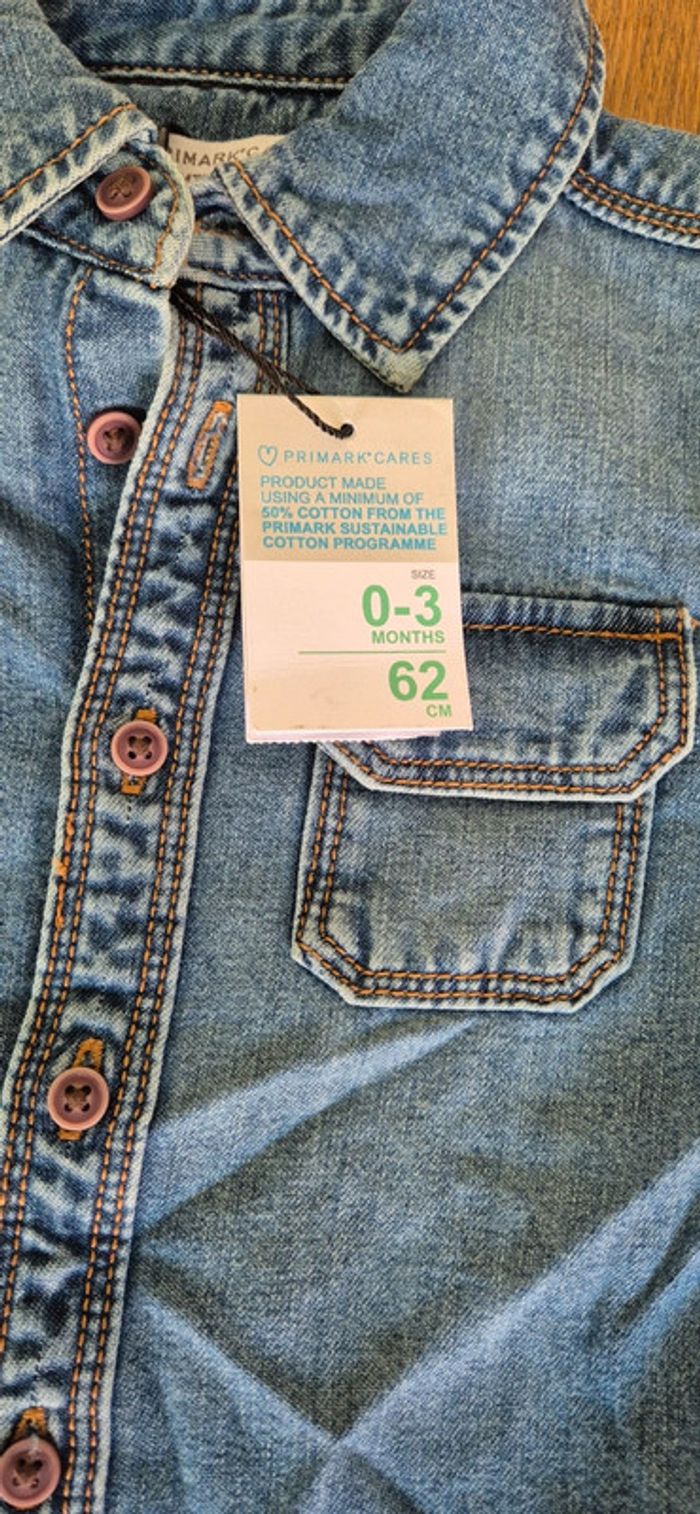 PRIMARK®CARES
PRODUCT MADE
USING A MINIMUM OF
50% COTTON FROM THE
PRIMARK SUSTAINABLE
COTTON PROGRAMME
SIZE
0-3
MONTHS
62
CM